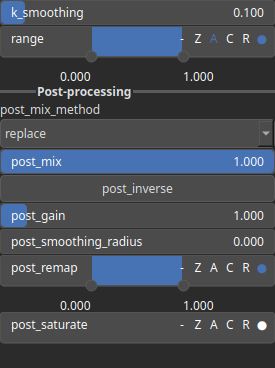 k_smoothing 0.100
range - Z A C R
0.000 1.000
Post-processing
post_mix_method
replace
post_mix 1.000
post_inverse
post_gain 1.000
post_smoothing_radius 0.000
post_remap - Z A C R
0.000 1.000
post_saturate - Z A C R